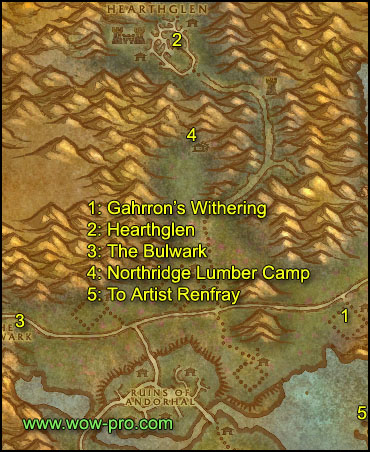 HEARTHGLEN
2
4
1: Gahrron's Withering
2: Hearthglen
3: The Bulwark
4: Northridge Lumber Camp
5: To Artist Renfray
3
1
RUINS OF
ANDORHAL
5
www.wow-pro.com